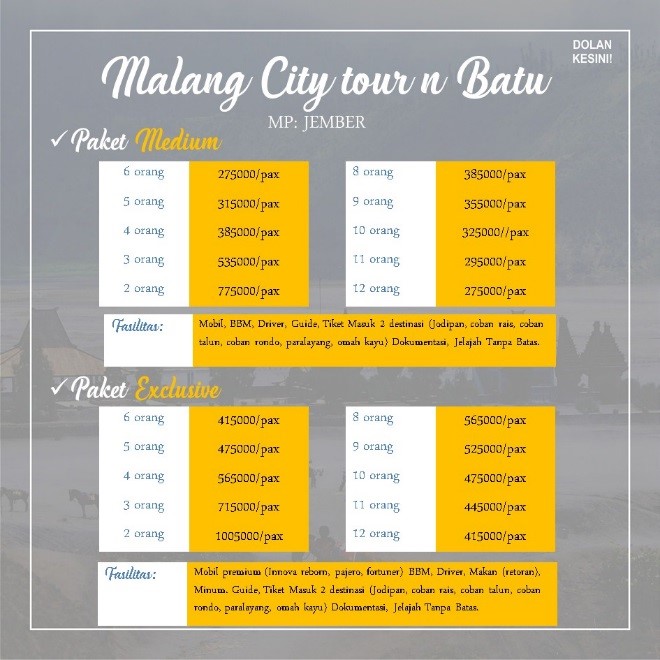 DOLAN
KESINI!
Malang City tour n Batu
MP: JEMBER
✓ Paket Medium
6 orang 275000/pax 8 orang 385000/pax
5 orang 315000/pax 9 orang 355000/pax
4 orang 385000/pax 10 orang 325000//pax
3 orang 535000/pax 11 orang 295000/pax
2 orang 775000/pax 12 orang 275000/pax
Fasilitas: Mobil, BBM, Driver, Guide, Tiket Masuk 2 destinasi (Jodipan, coban rais, coban
talun, coban rondo, paralayang, omah kayu) Dokumentasi, Jelajah Tanpa Batas.
✓ Paket Exclusive
6 orang 415000/pax 8 orang 565000/pax
5 orang 475000/pax 9 orang 525000/pax
4 orang 565000/pax 10 orang 475000/pax
3 orang 715000/pax 11 orang 445000/pax
2 orang 1005000/pax 12 orang 415000/pax
Fasilitas: Mobil premium (Innova reborn, pajero, fortuner) BBM, Driver, Makan (retoran),
Minum. Guide, Tiket Masuk 2 destinasi (Jodipan, coban rais, coban talun, coban
rondo, paralayang, omah kayu) Dokumentasi, Jelajah Tanpa Batas.